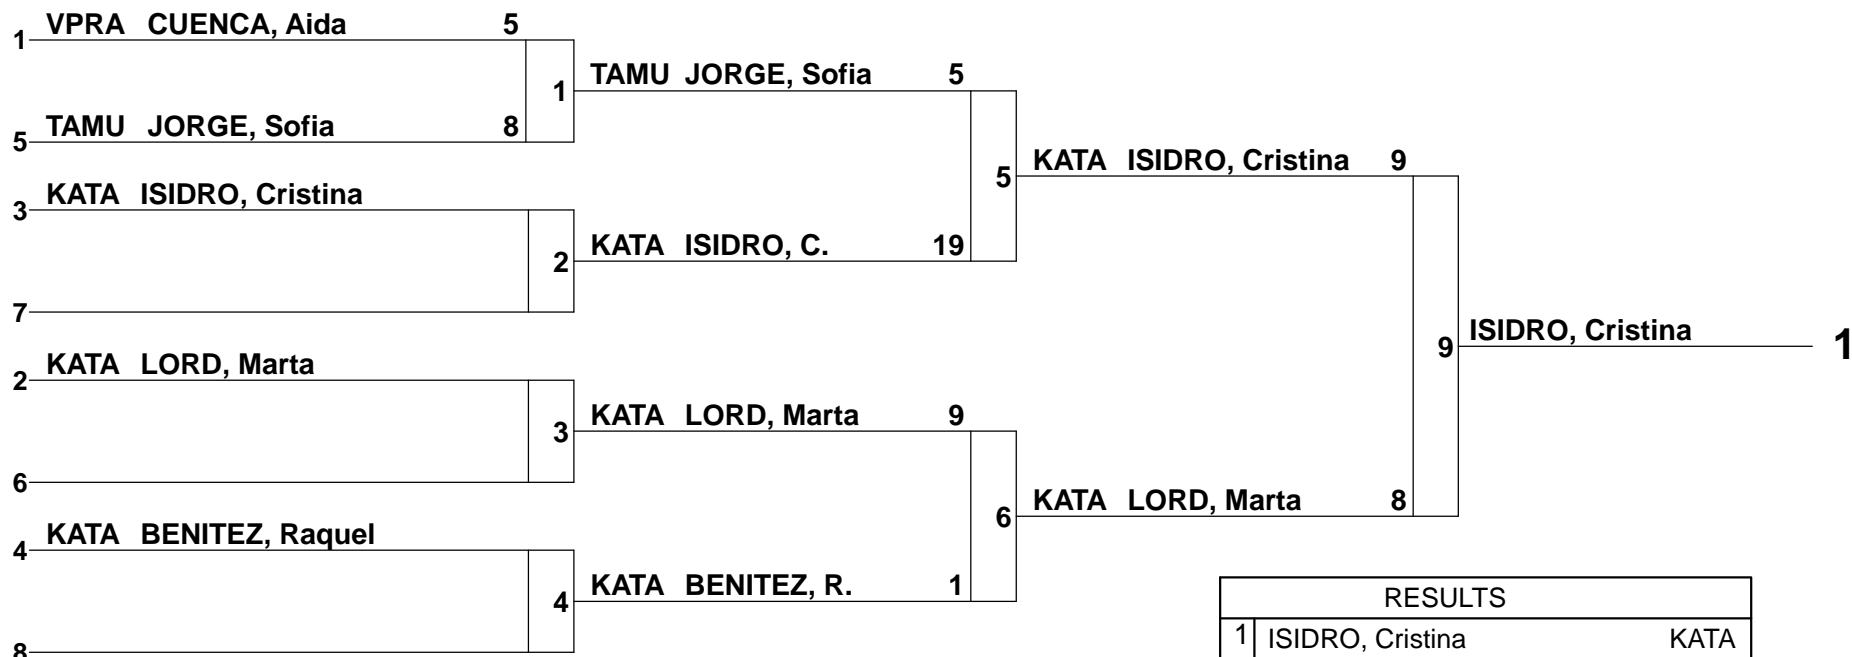 1 VPRA CUENCA, Aida 5
1 TAMU JORGE, Sofia 5
5 TAMU JORGE, Sofia 8
5 KATA ISIDRO, Cristina 9
3 KATA ISIDRO, Cristina
2 KATA ISIDRO, C. 19
7
9 ISIDRO, Cristina 1
2 KATA LORD, Marta
3 KATA LORD, Marta 9
6
6 KATA LORD, Marta 8
4 KATA BENITEZ, Raquel
4 KATA BENITEZ, R. 1
8
RESULTS
1 ISIDRO, Cristina KATA